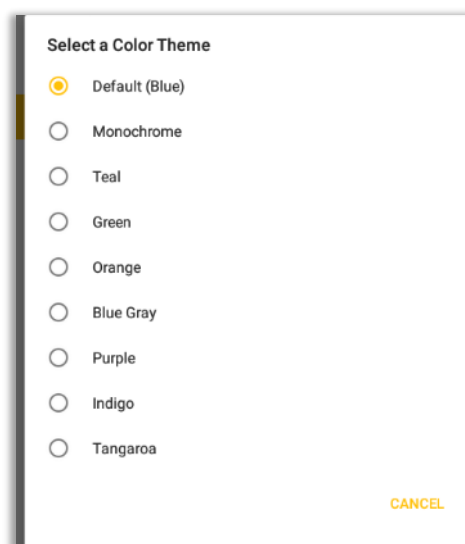 Select a Color Theme
Default (Blue)
Monochrome
Teal
Green
Orange
Blue Gray
Purple
Indigo
Tangaroa
CANCEL